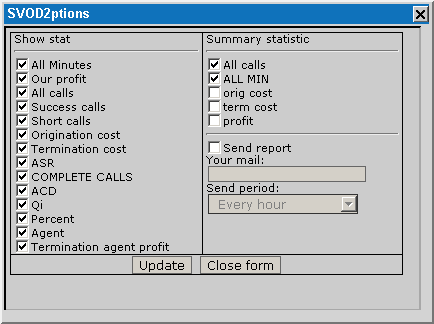 SVOD2ptions
Show stat
All Minutes
Our profit
All calls
Success calls
Short calls
Origination cost
Termination cost
ASR
COMPLETE CALLS
ACD
Qi
Percent
Agent
Termination agent profit
Summary statistic
All calls
ALL MIN
orig cost
term cost
profit
Send report
Your mail:
Send period:
Every hour
Update
Close form